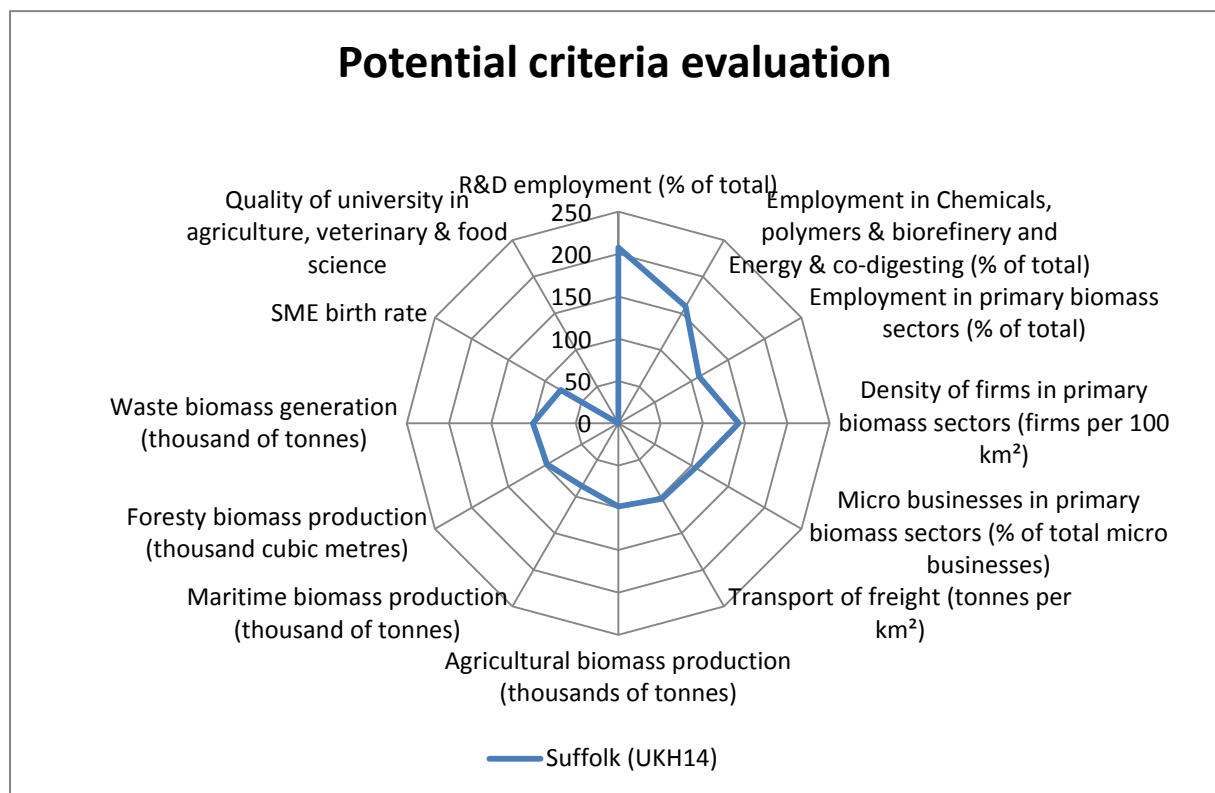 Potential criteria evaluation
R&D employment (% of total)
Employment in Chemicals,
polymers & biorefinery and
Energy & co-digesting (% of total)
Employment in primary biomass
sectors (% of total)
Density of firms in primary
biomass sectors (firms per 100
km²)
Micro businesses in primary
biomass sectors (% of total micro
businesses)
Transport of freight (tonnes per
km²)
Agricultural biomass production
(thousands of tonnes)
Maritime biomass production
(thousand of tonnes)
Foresty biomass production
(thousand cubic metres)
Waste biomass generation
(thousand of tonnes)
SME birth rate
Quality of university in
agriculture, veterinary & food
science
250
200
150
100
50
0
Suffolk (UKH14)